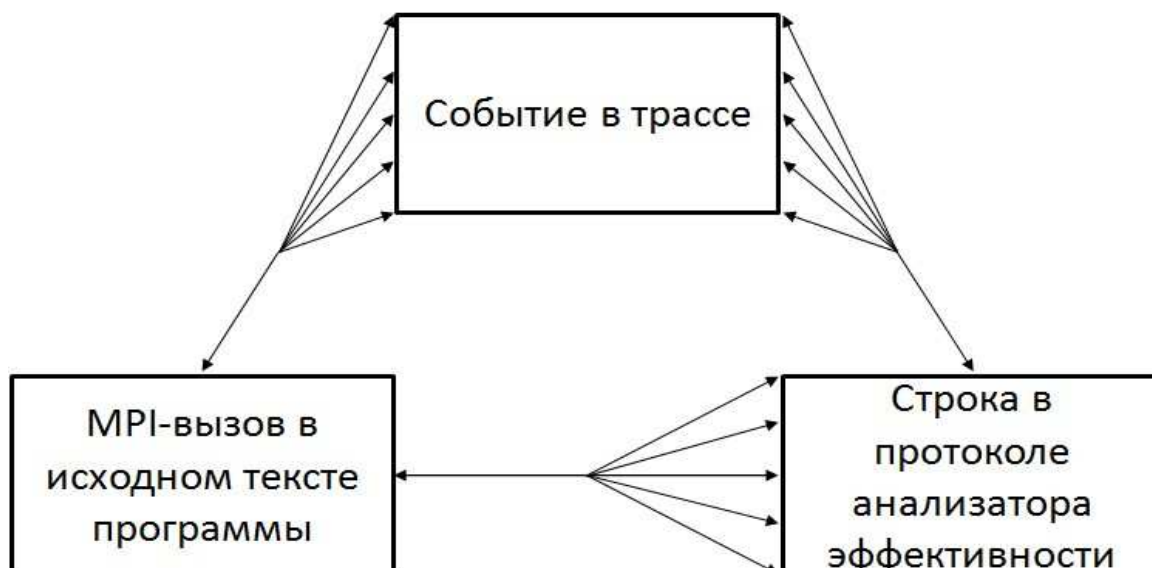 Событие в трассе
MPI-вызов в
исходном тексте
программы
Строка в
протоколе
анализатора
эффективности